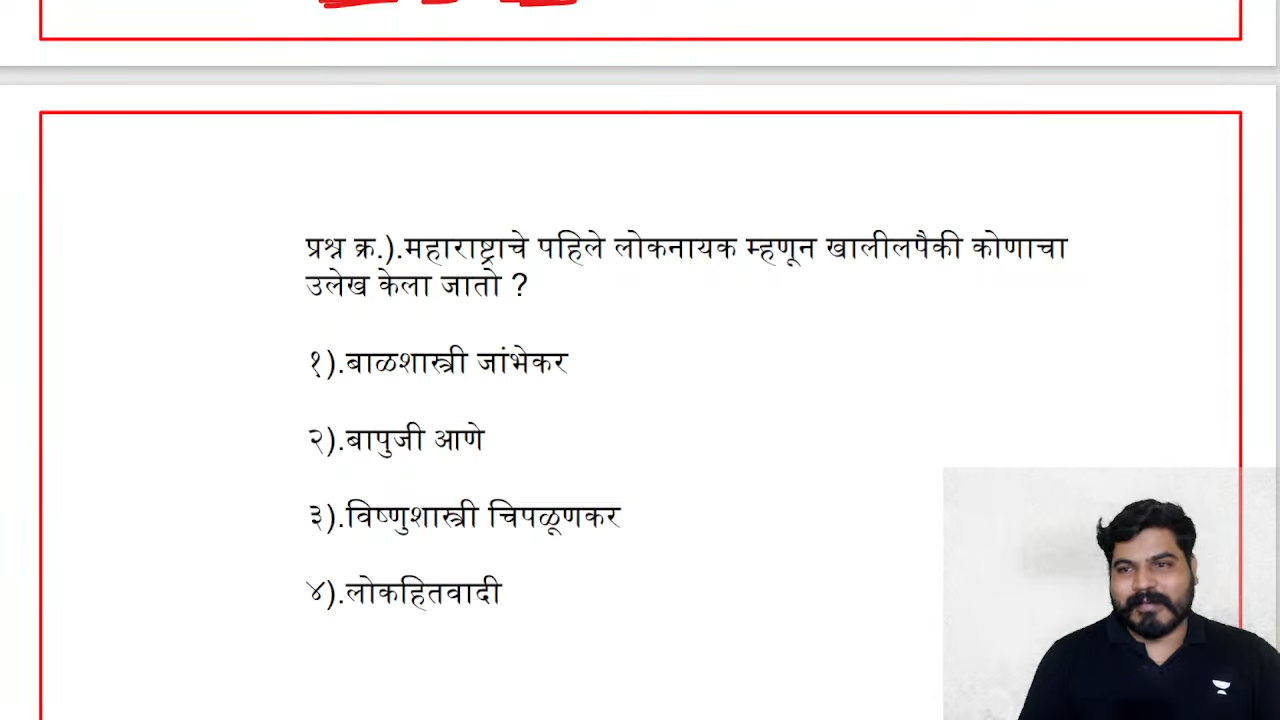 प्रश्न क्र.).महाराष्ट्राचे पहिले लोकनायक म्हणून खालीलपैकी कोणाचा
उलेख केला जातो ?
१).बाळशास्त्री जांभेकर
२).बापुजी आणे
३).विष्णुशास्त्री चिपळूणकर
४).लोकहितवादी